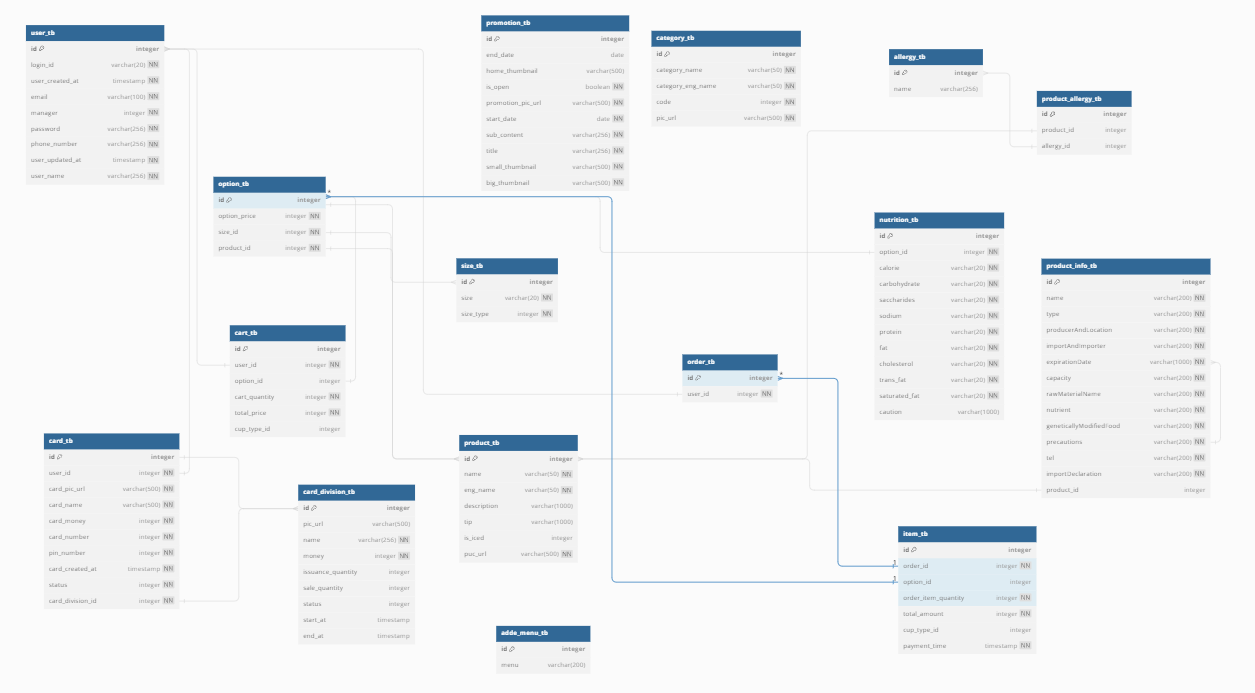 user_tb
id integer
login_id varchar(20) NN
user_created_at timestamp NN
email varchar(100) NN
manager integer NN
password varchar(256) NN
phone_number varchar(256) NN
user_updated_at timestamp NN
user_name varchar(256) NN
promotion_tb
id integer
end_date date
home_thumbnail varchar(500)
is_open boolean NN
promotion_pic_url varchar(500) NN
start_date date NN
sub_content varchar(256) NN
title varchar(256) NN
small_thumbnail varchar(500) NN
big_thumbnail varchar(500) NN
category_tb
id integer
category_name varchar(50) NN
category_eng_name varchar(50) NN
code integer NN
pic_url varchar(500) NN
allergy_tb
id integer
name varchar(256)
product_allergy_tb
id integer
product_id integer
allergy_id integer
option_tb
*
id integer
option_price integer NN
size_id integer NN
product_id integer NN
size_tb
id integer
size varchar(20) NN
size_type integer NN
nutrition_tb
id integer
option_id integer NN
calorie varchar(20) NN
carbohydrate varchar(20) NN
saccharides varchar(20) NN
sodium varchar(20) NN
protein varchar(20) NN
fat varchar(20) NN
cholesterol varchar(20) NN
trans_fat varchar(20) NN
saturated_fat varchar(20) NN
caution varchar(1000)
product_info_tb
id integer
name varchar(200) NN
type varchar(200) NN
producerAndLocation varchar(200) NN
importAndImporter varchar(200) NN
expirationDate varchar(1000) NN
capacity varchar(200) NN
rawMaterialName varchar(200) NN
nutrient varchar(200) NN
geneticallyModifiedFood varchar(200) NN
precautions varchar(200) NN
tel varchar(200) NN
importDeclaration varchar(200) NN
product_id integer
cart_tb
id integer
user_id integer NN
option_id integer
cart_quantity integer NN
total_price integer NN
cup_type_id integer
order_tb
*
id integer
user_id integer NN
card_tb
id integer
user_id integer NN
card_pic_url varchar(500) NN
card_name varchar(500) NN
card_money integer NN
card_number integer NN
pin_number integer NN
card_created_at timestamp NN
status integer NN
card_division_id integer NN
card_division_tb
id integer
pic_url varchar(500)
name varchar(256) NN
money integer NN
issuance_quantity integer
sale_quantity integer
status integer
start_at timestamp
end_at timestamp
product_tb
id integer
name varchar(50) NN
eng_name varchar(50) NN
description varchar(1000)
tip varchar(1000)
is_iced integer
puc_url varchar(500) NN
item_tb
id integer
1
order_id integer NN
1
option_id integer
order_item_quantity integer NN
total_amount integer NN
cup_type_id integer
payment_time timestamp NN
adde_menu_tb
id integer
menu varchar(200)